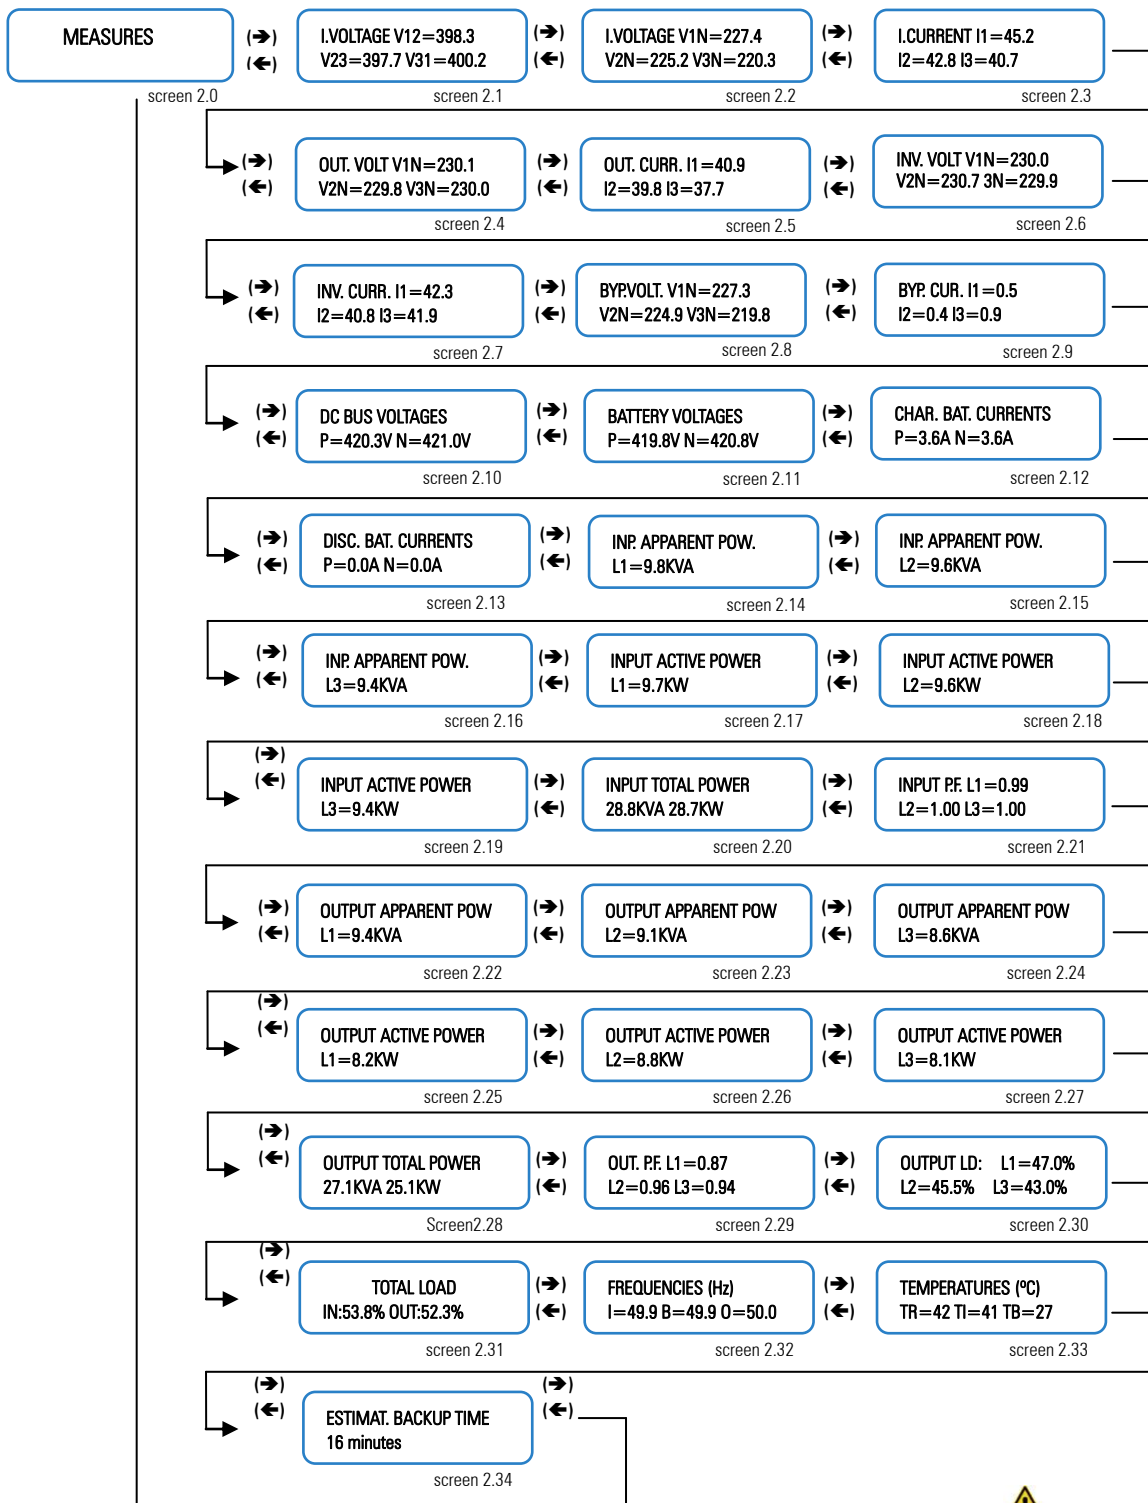 MEASURES
I.VOLTAGE V12=398.3
V23=397.7 V31=400.2
I.VOLTAGE V1N=227.4
V2N=225.2 V3N=220.3
I.CURRENT I1=45.2
I2=42.8 I3=40.7
screen 2.0
screen 2.1
screen 2.2
screen 2.3
OUT. VOLT V1N=230.1
V2N=229.8 V3N=230.0
OUT. CURR. I1=40.9
I2=39.8 I3=37.7
INV. VOLT V1N=230.0
V2N=230.7 3N=229.9
screen 2.4
screen 2.5
screen 2.6
INV. CURR. I1=42.3
I2=40.8 I3=41.9
BYP.VOLT. V1N=227.3
V2N=224.9 V3N=219.8
BYP. CUR. I1=0.5
I2=0.4 I3=0.9
screen 2.7
screen 2.8
screen 2.9
DC BUS VOLTAGES
P=420.3V N=421.0V
BATTERY VOLTAGES
P=419.8V N=420.8V
CHAR. BAT. CURRENTS
P=3.6A N=3.6A
screen 2.10
screen 2.11
screen 2.12
DISC. BAT. CURRENTS
P=0.0A N=0.0A
INP. APPARENT POW.
L1=9.8KVA
INP. APPARENT POW.
L2=9.6KVA
screen 2.13
screen 2.14
screen 2.15
INP. APPARENT POW.
L3=9.4KVA
INPUT ACTIVE POWER
L1=9.7KW
INPUT ACTIVE POWER
L2=9.6KW
screen 2.16
screen 2.17
screen 2.18
INPUT ACTIVE POWER
L3=9.4KW
INPUT TOTAL POWER
28.8KVA 28.7KW
INPUT P.F. L1=0.99
L2=1.00 L3=1.00
screen 2.19
screen 2.20
screen 2.21
OUTPUT APPARENT POW
L1=9.4KVA
OUTPUT APPARENT POW
L2=9.1KVA
OUTPUT APPARENT POW
L3=8.6KVA
screen 2.22
screen 2.23
screen 2.24
OUTPUT ACTIVE POWER
L1=8.2KW
OUTPUT ACTIVE POWER
L2=8.8KW
OUTPUT ACTIVE POWER
L3=8.1KW
screen 2.25
screen 2.26
screen 2.27
OUTPUT TOTAL POWER
27.1KVA 25.1KW
OUT. P.F. L1=0.87
L2=0.96 L3=0.94
OUTPUT LD: L1=47.0%
L2=45.5% L3=43.0%
Screen2.28
screen 2.29
screen 2.30
TOTAL LOAD
IN:53.8% OUT:52.3%
FREQUENCIES (Hz)
I=49.9 B=49.9 O=50.0
TEMPERATURES (ºC)
TR=42 TI=41 TB=27
screen 2.31
screen 2.32
screen 2.33
ESTIMAT. BACKUP TIME
16 minutes
screen 2.34